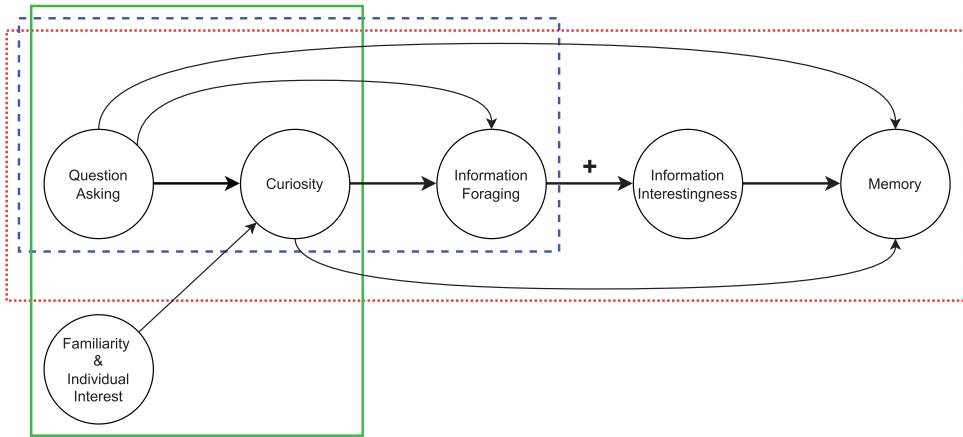 Question
Asking
Curiosity
Information
Foraging
+
Information
Interestingness
Memory
Familiarity
&
Individual
Interest